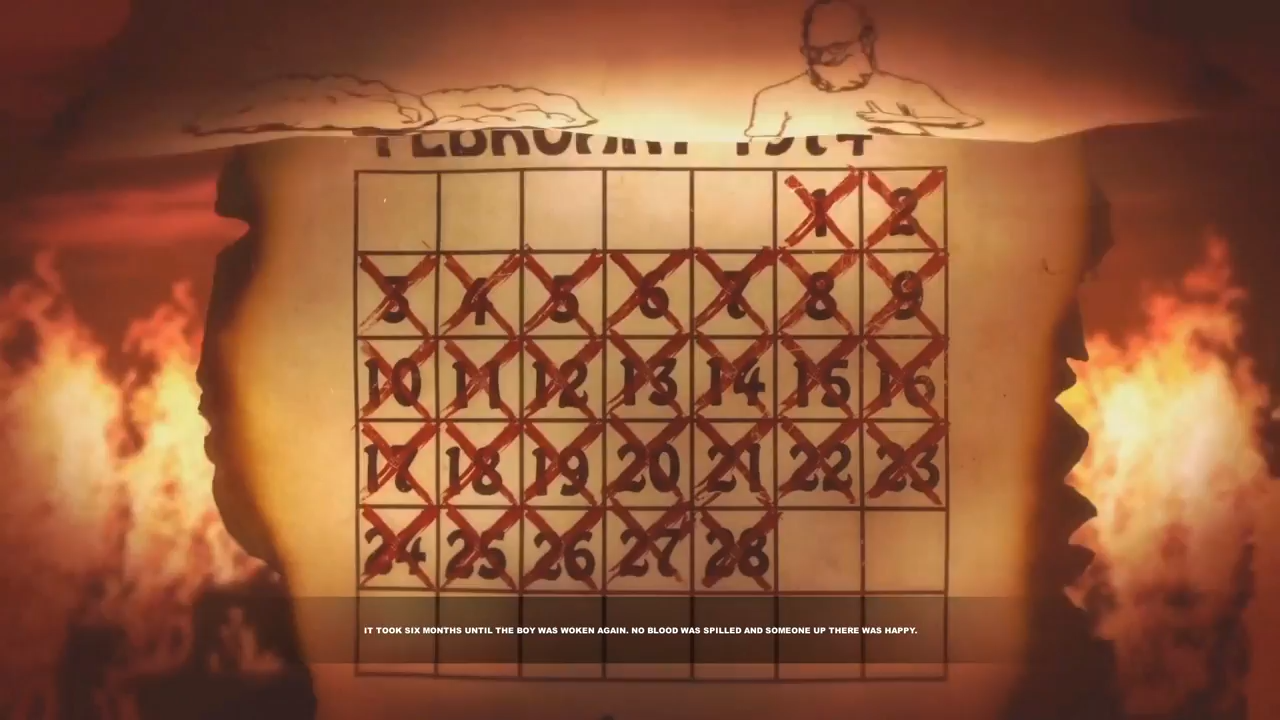 FEBRUARY 1974
1 2
3 4 5 6 7 8 9
10 11 12 13 14 15 16
17 18 19 20 21 22 23
24 25 26 27 28
IT TOOK SIX MONTHS UNTIL THE BOY WAS WOKEN AGAIN. NO BLOOD WAS SPILLED AND SOMEONE UP THERE WAS HAPPY.